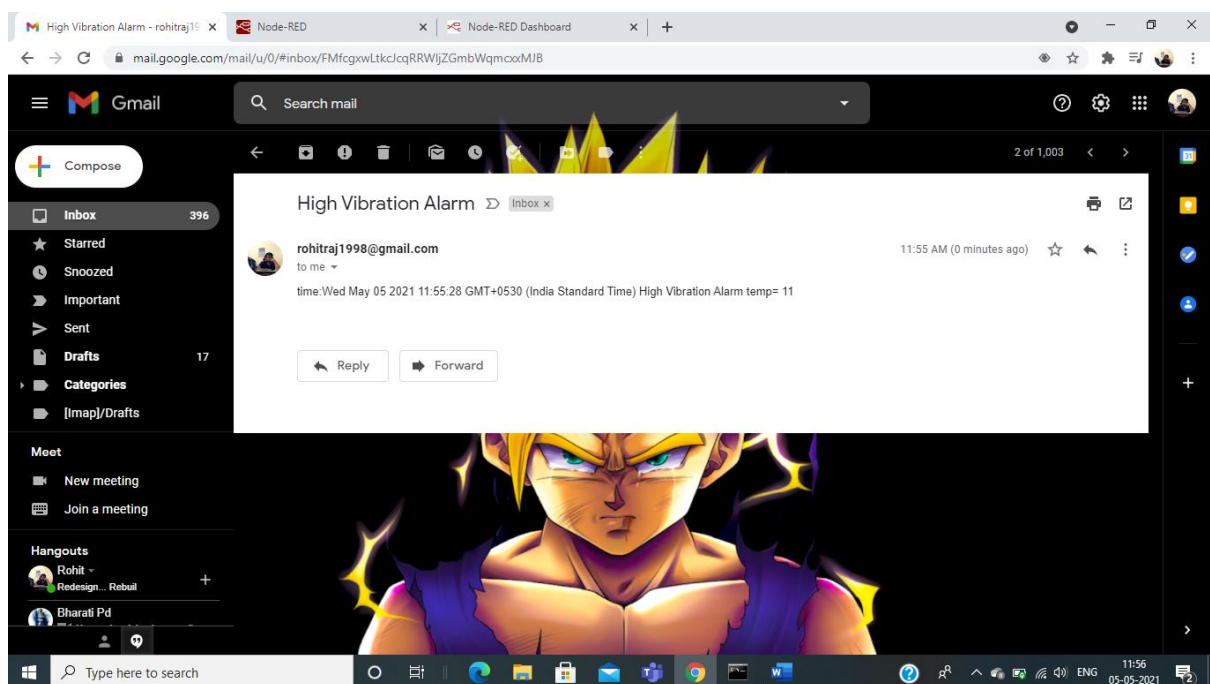 High Vibration Alarm - rohitraj19
Node-RED
Node-RED Dashboard
mail.google.com/mail/u/0/#inbox/FMfcgxwLtkcJcqRRWljZGmbWqmcxxMJB
Gmail
Search mail
Compose
2 of 1,003
31
High Vibration Alarm
Inbox x
Inbox 396
Starred
rohitraj1998@gmail.com
11:55 AM (0 minutes ago)
to me
Snoozed
time:Wed May 05 2021 11:55:28 GMT+0530 (India Standard Time) High Vibration Alarm temp= 11
Important
Sent
Drafts 17
Reply
Forward
Categories
[Imap]/Drafts
Meet
New meeting
Join a meeting
Hangouts
Rohit
Redesign... Rebuil
Bharati Pd
Type here to search
ENG
11:56
05-05-2021
2